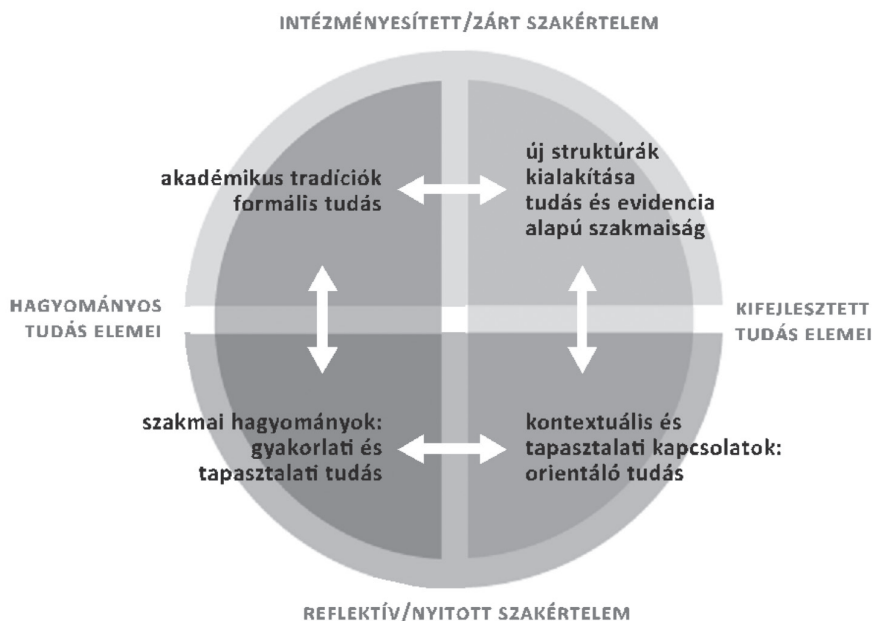 INTÉZMÉNYESÍTETT/ZÁRT SZAKÉRTELEM
akadémikus tradíciók
formális tudás
új struktúrák
kialakítása
tudás és evidencia
alapú szakmaiság
HAGYOMÁNYOS
TUDÁS ELEMEI
KIFEJLESZTETT
TUDÁS ELEMEI
szakmai hagyományok:
gyakorlati és
tapasztalati tudás
kontextuális és
tapasztalati kapcsolatok:
orientáló tudás
REFLEKTÍV/NYITOTT SZAKÉRTELEM